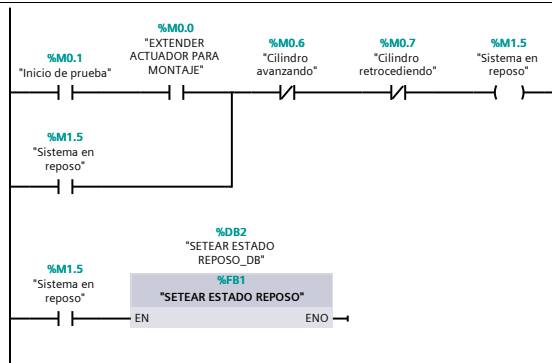 %M0.0
"EXTENDER
ACTUADOR PARA
MONTAJE"
%M0.1
"Inicio de prueba"
%M0.6
"Cilindro
avanzando"
%M0.7
"Cilindro
retrocediendo"
%M1.5
"Sistema en
reposo"
%M1.5
"Sistema en
reposo"
%DB2
"SETEAR ESTADO
REPOSO_DB"
%M1.5
"Sistema en
reposo"
%FB1
"SETEAR ESTADO REPOSO"
EN
ENO